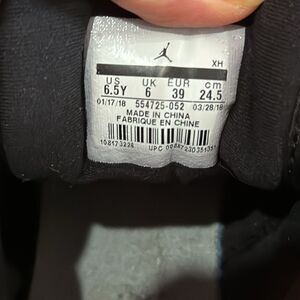 XH
US UK EUR cm
6.5Y 6 39 24.5
01/17/18 554725-052 03/28/18
MADE IN CHINA
FABRIQUE EN CHINE
UPC